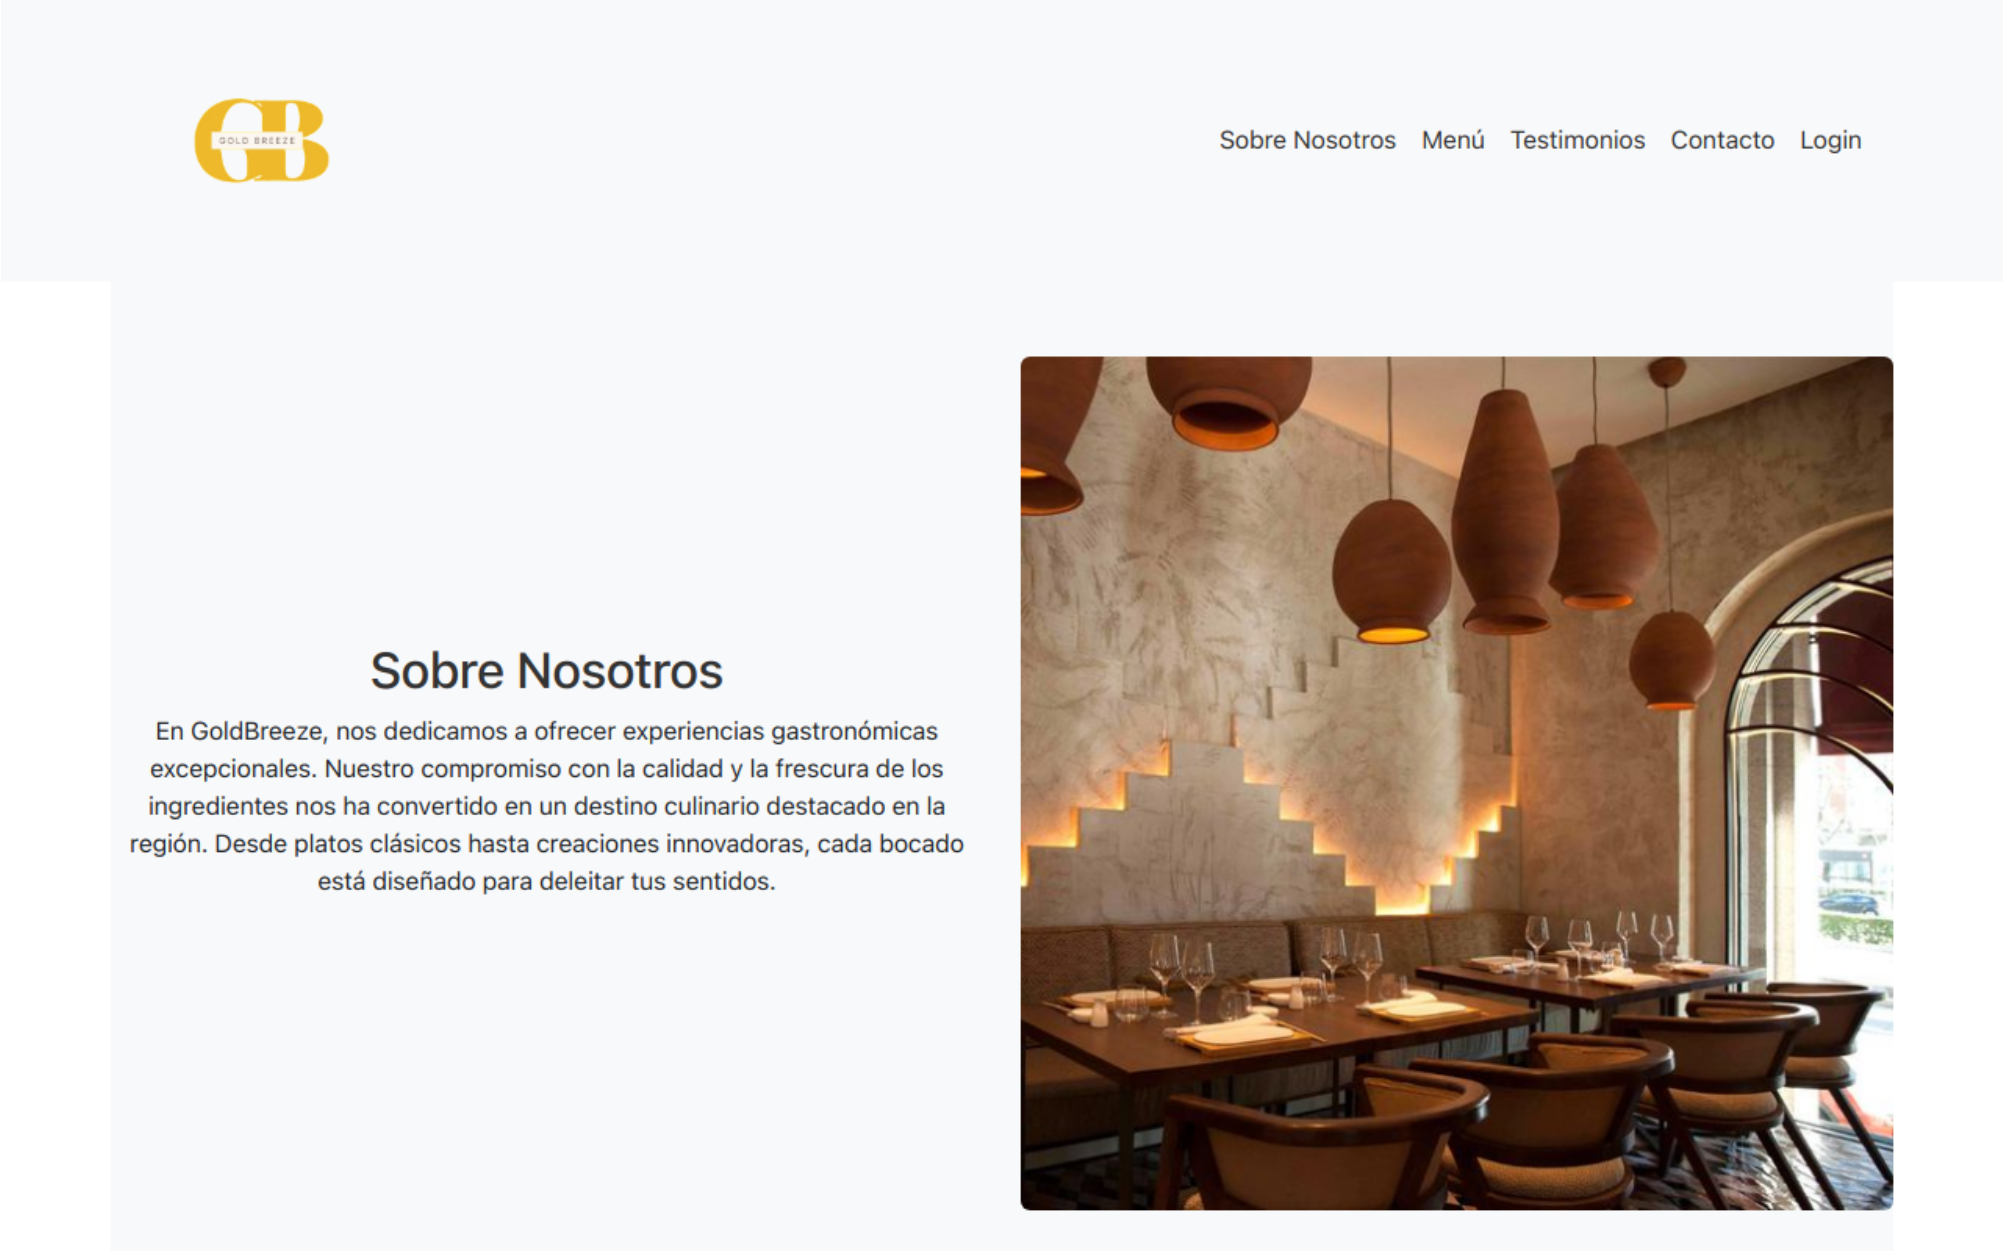 GB
GOLD BREEZE
Sobre Nosotros Menú Testimonios Contacto Login
Sobre Nosotros
En GoldBreeze, nos dedicamos a ofrecer experiencias gastronómicas
excepcionales. Nuestro compromiso con la calidad y la frescura de los
ingredientes nos ha convertido en un destino culinario destacado en la
región. Desde platos clásicos hasta creaciones innovadoras, cada bocado
está diseñado para deleitar tus sentidos.